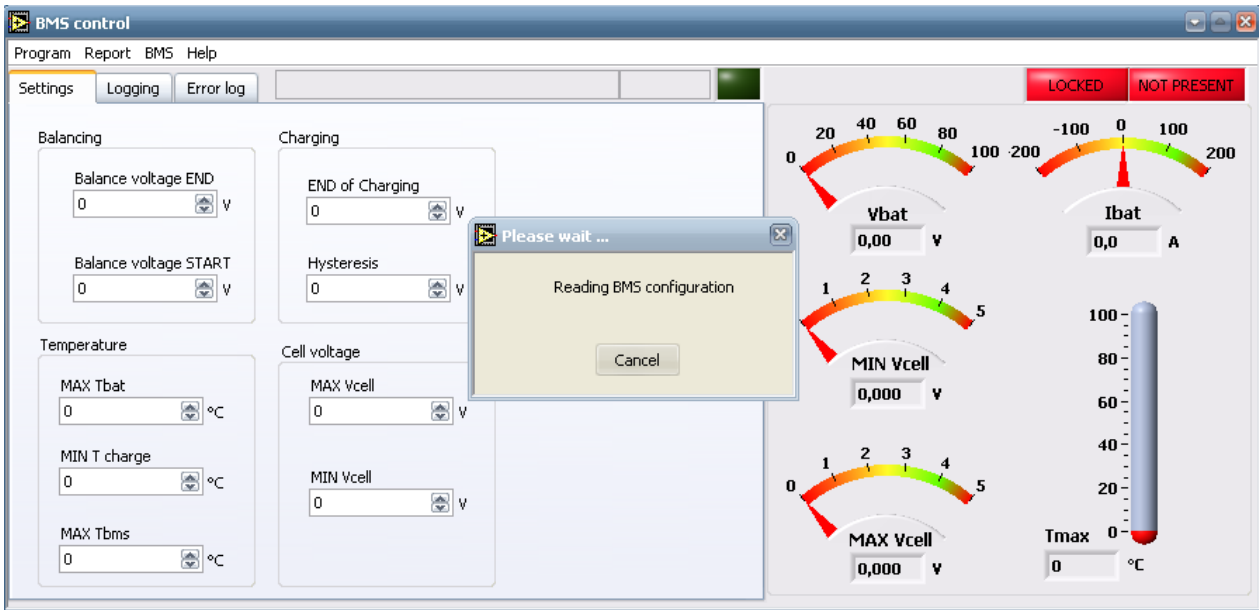 BMS control
Program Report BMS Help
Settings Logging Error log
LOCKED NOT PRESENT
Balancing
Balance voltage END
0 V
Balance voltage START
0 V
Charging
END of Charging
0 V
Hysteresis
0 V
Temperature
MAX Tbat
0 °C
MIN T charge
0 °C
MAX Tbms
0 °C
Cell voltage
MAX Vcell
0 V
MIN Vcell
0 V
Please wait ...
Reading BMS configuration
Cancel
0 20 40 60 80 100
Vbat
0,00 V
-200 -100 0 100 200
Ibat
0,0 A
0 1 2 3 4 5
MIN Vcell
0,000 V
0 1 2 3 4 5
MAX Vcell
0,000 V
100
80
60
40
20
0
Tmax
0 °C